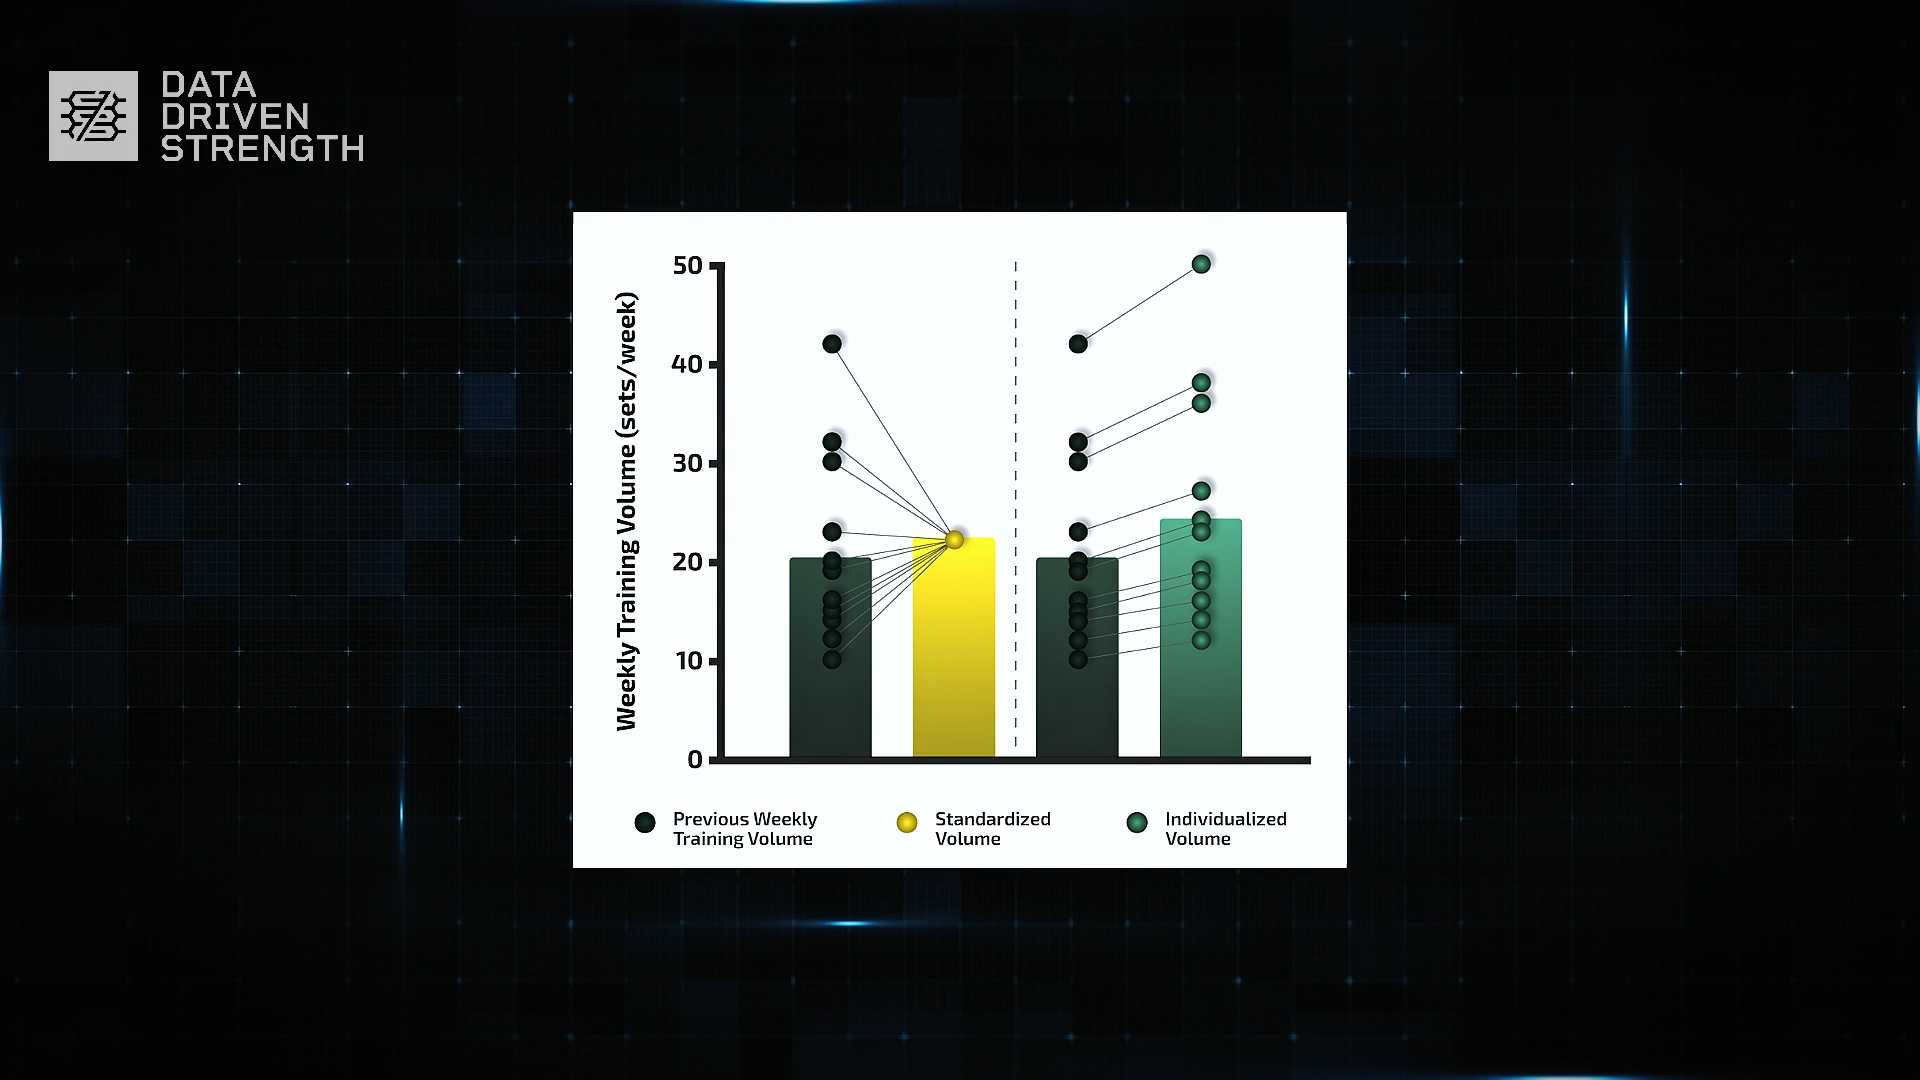 DATA
DRIVEN
STRENGTH
Weekly Training Volume (sets/week)
50
40
30
20
10
0
Previous Weekly
Training Volume
Standardized
Volume
Individualized
Volume